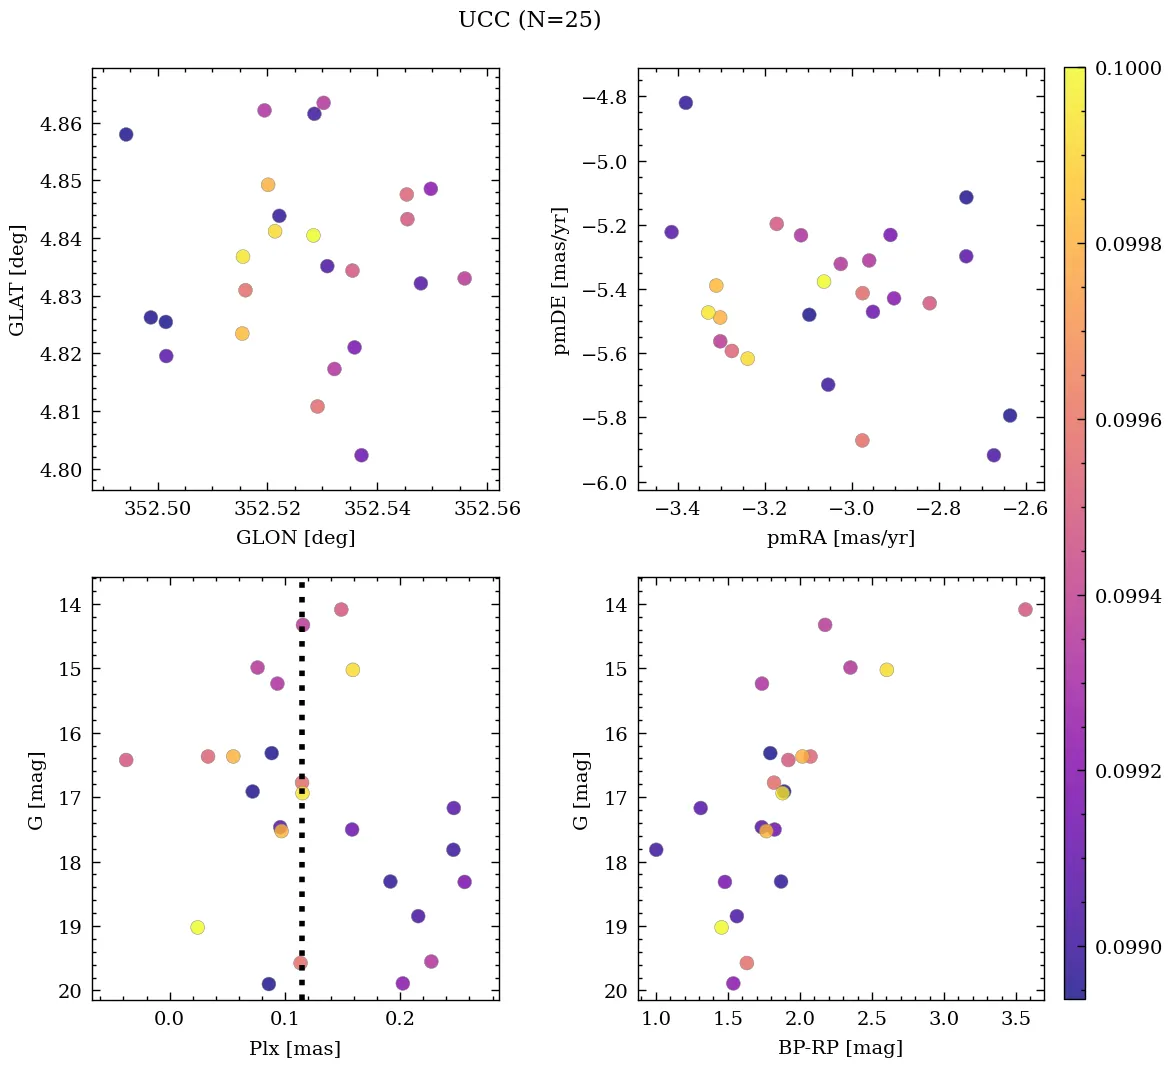 UCC (N=25)
4.86
4.85
4.84
4.83
4.82
4.81
4.80
GLAT [deg]
352.50 352.52 352.54 352.56
GLON [deg]
−4.8
−5.0
−5.2
−5.4
−5.6
−5.8
−6.0
pmDE [mas/yr]
−3.4 −3.2 −3.0 −2.8 −2.6
pmRA [mas/yr]
14
15
16
17
18
19
20
G [mag]
0.0 0.1 0.2
Plx [mas]
14
15
16
17
18
19
20
G [mag]
1.0 1.5 2.0 2.5 3.0 3.5
BP-RP [mag]
0.1000
0.0998
0.0996
0.0994
0.0992
0.0990